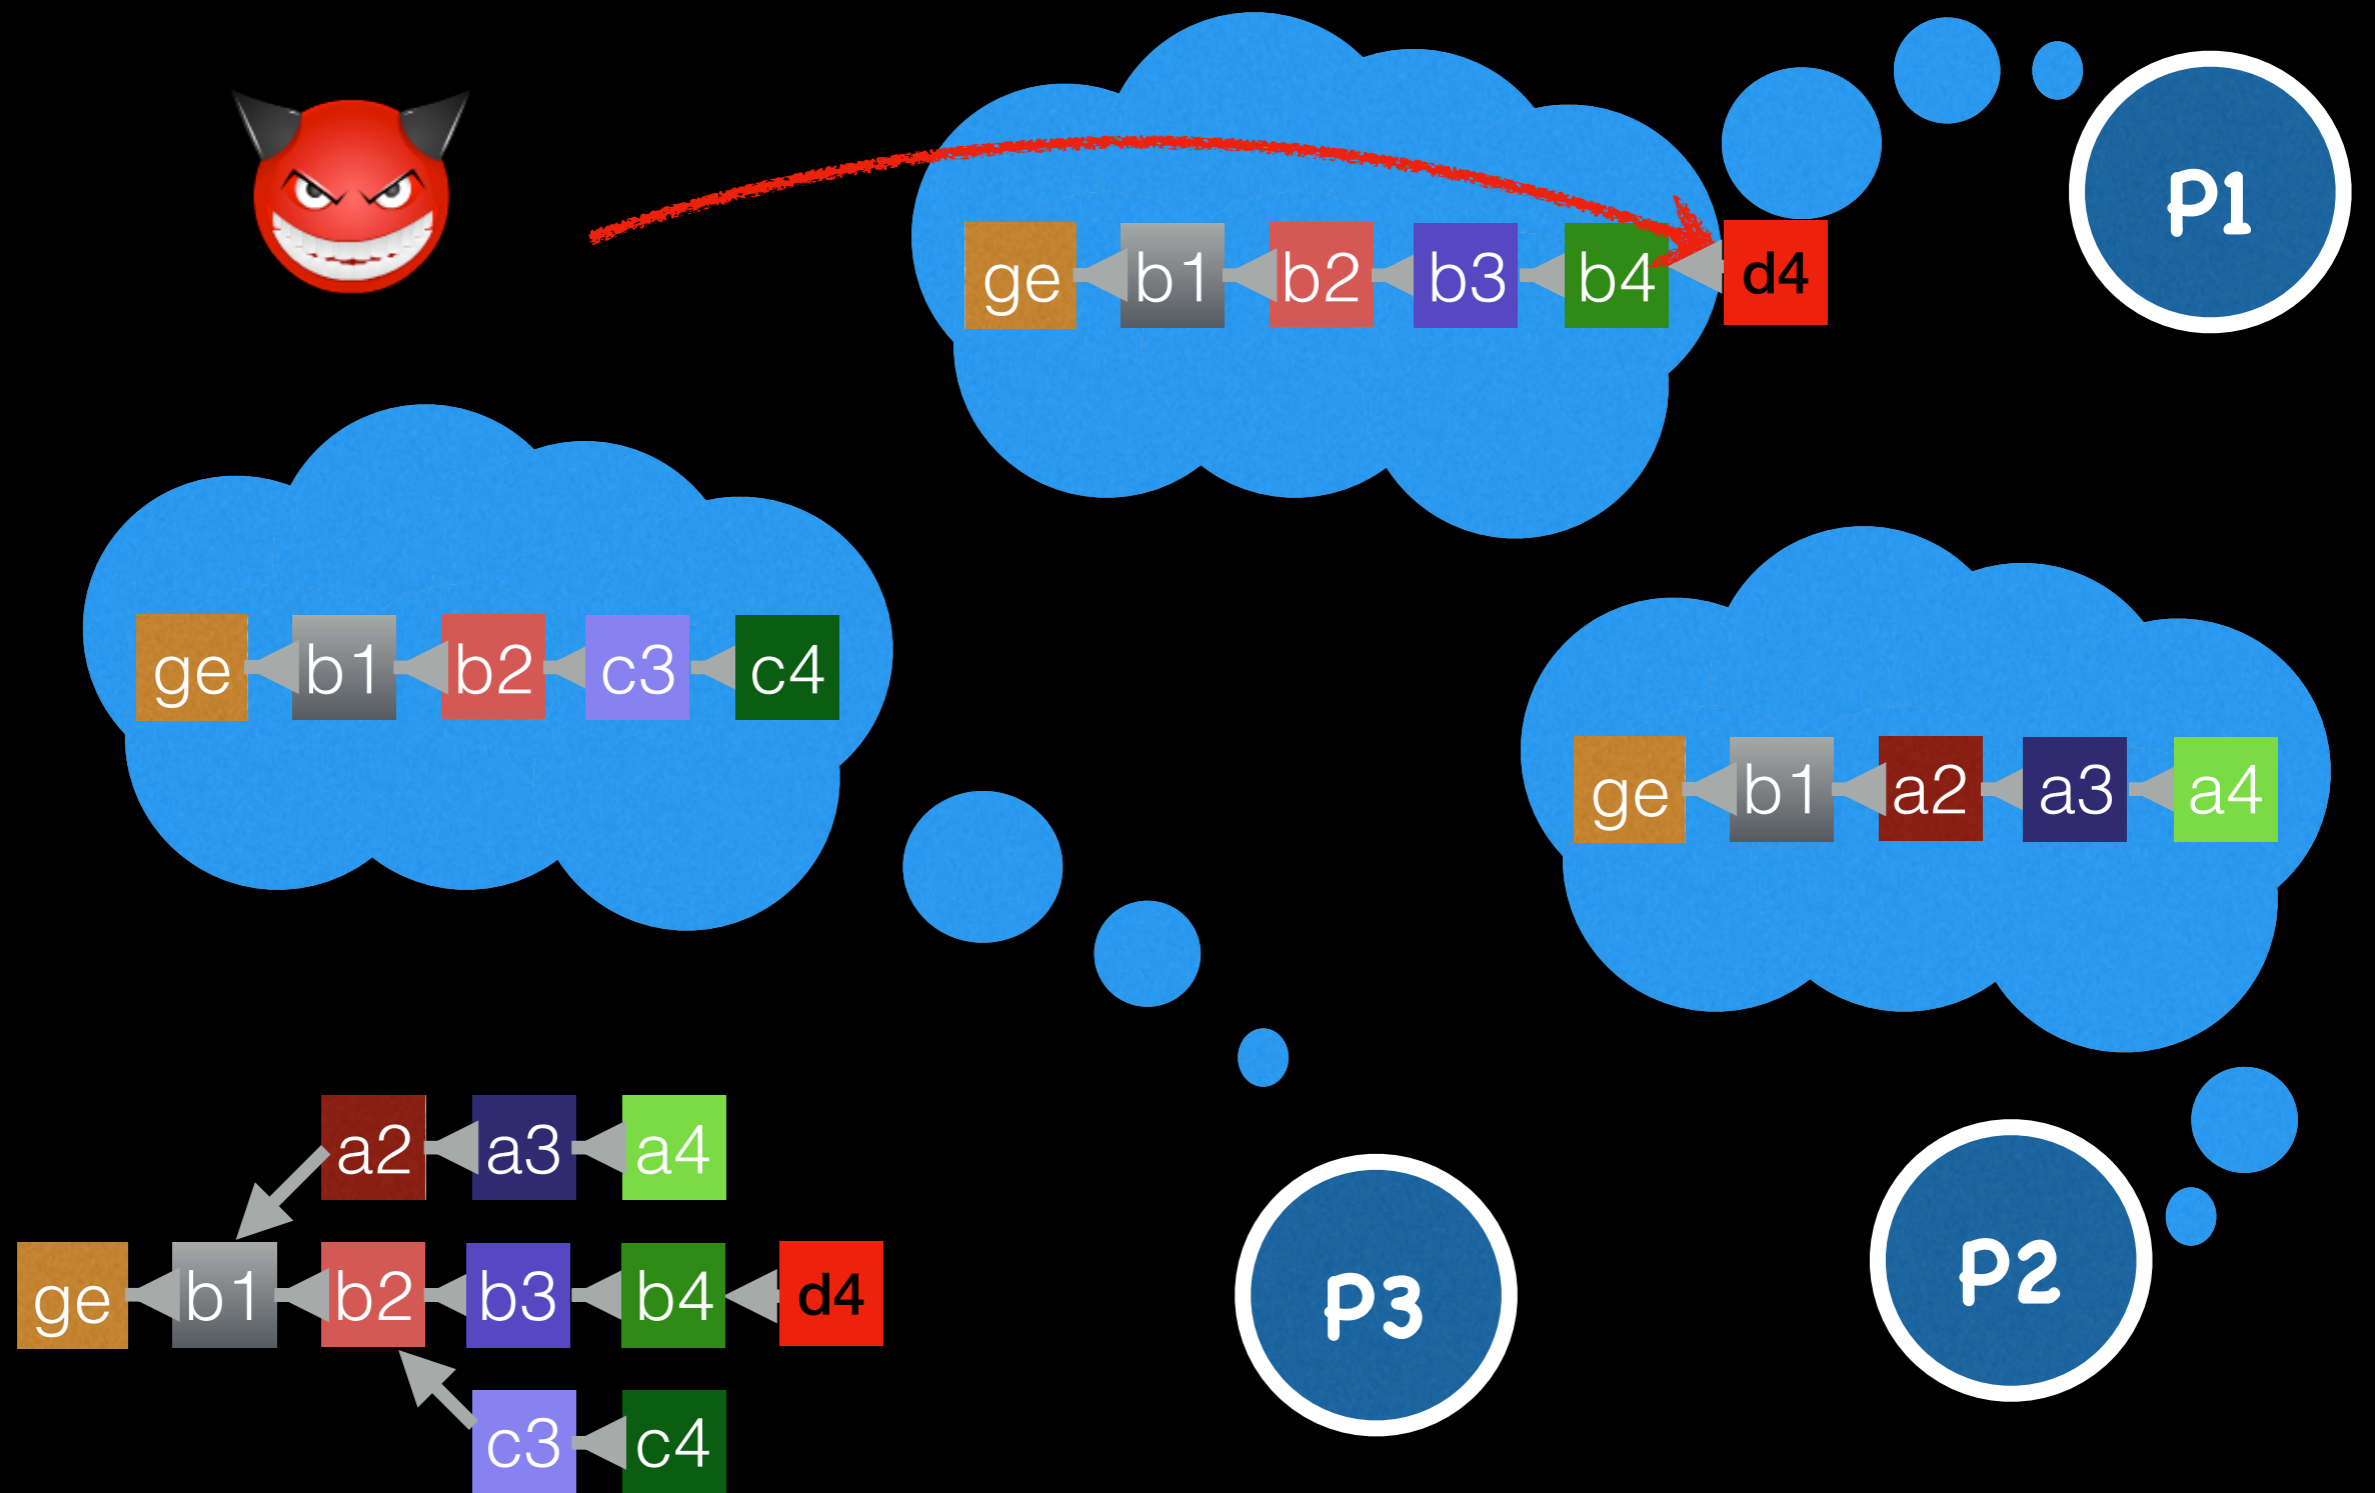 P1
ge b1 b2 b3 b4 d4
ge b1 b2 c3 c4
ge b1 a2 a3 a4
a2 a3 a4
ge b1 b2 b3 b4 d4
c3 c4
P3
P2